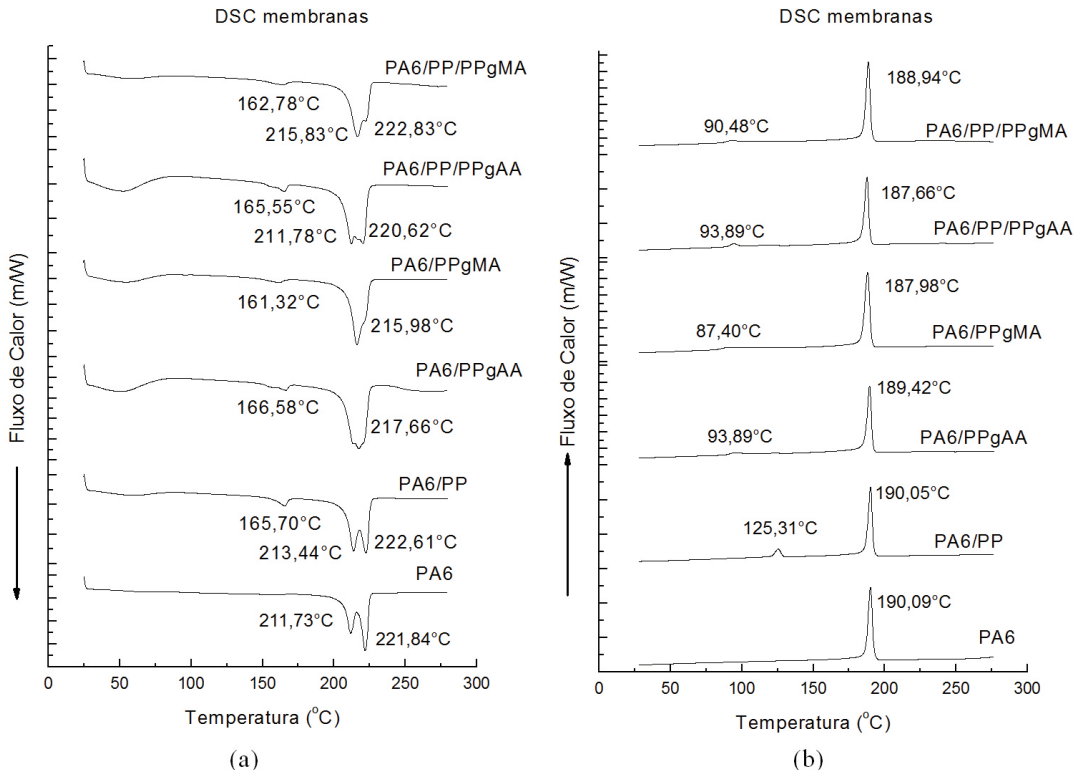 DSC membranas
PA6/PP/PPgMA
162,78°C
215,83°C
222,83°C
PA6/PP/PPgAA
165,55°C
211,78°C
220,62°C
PA6/PPgMA
161,32°C
215,98°C
PA6/PPgAA
166,58°C
217,66°C
PA6/PP
165,70°C
213,44°C
222,61°C
PA6
211,73°C
221,84°C
Fluxo de Calor (m/W)
0 50 100 150 200 250 300
Temperatura (°C)
(a)
DSC membranas
188,94°C
90,48°C
PA6/PP/PPgMA
187,66°C
93,89°C
PA6/PP/PPgAA
187,98°C
87,40°C
PA6/PPgMA
189,42°C
93,89°C
PA6/PPgAA
190,05°C
125,31°C
PA6/PP
190,09°C
PA6
Fluxo de Calor (m/W)
0 50 100 150 200 250 300
Temperatura (°C)
(b)